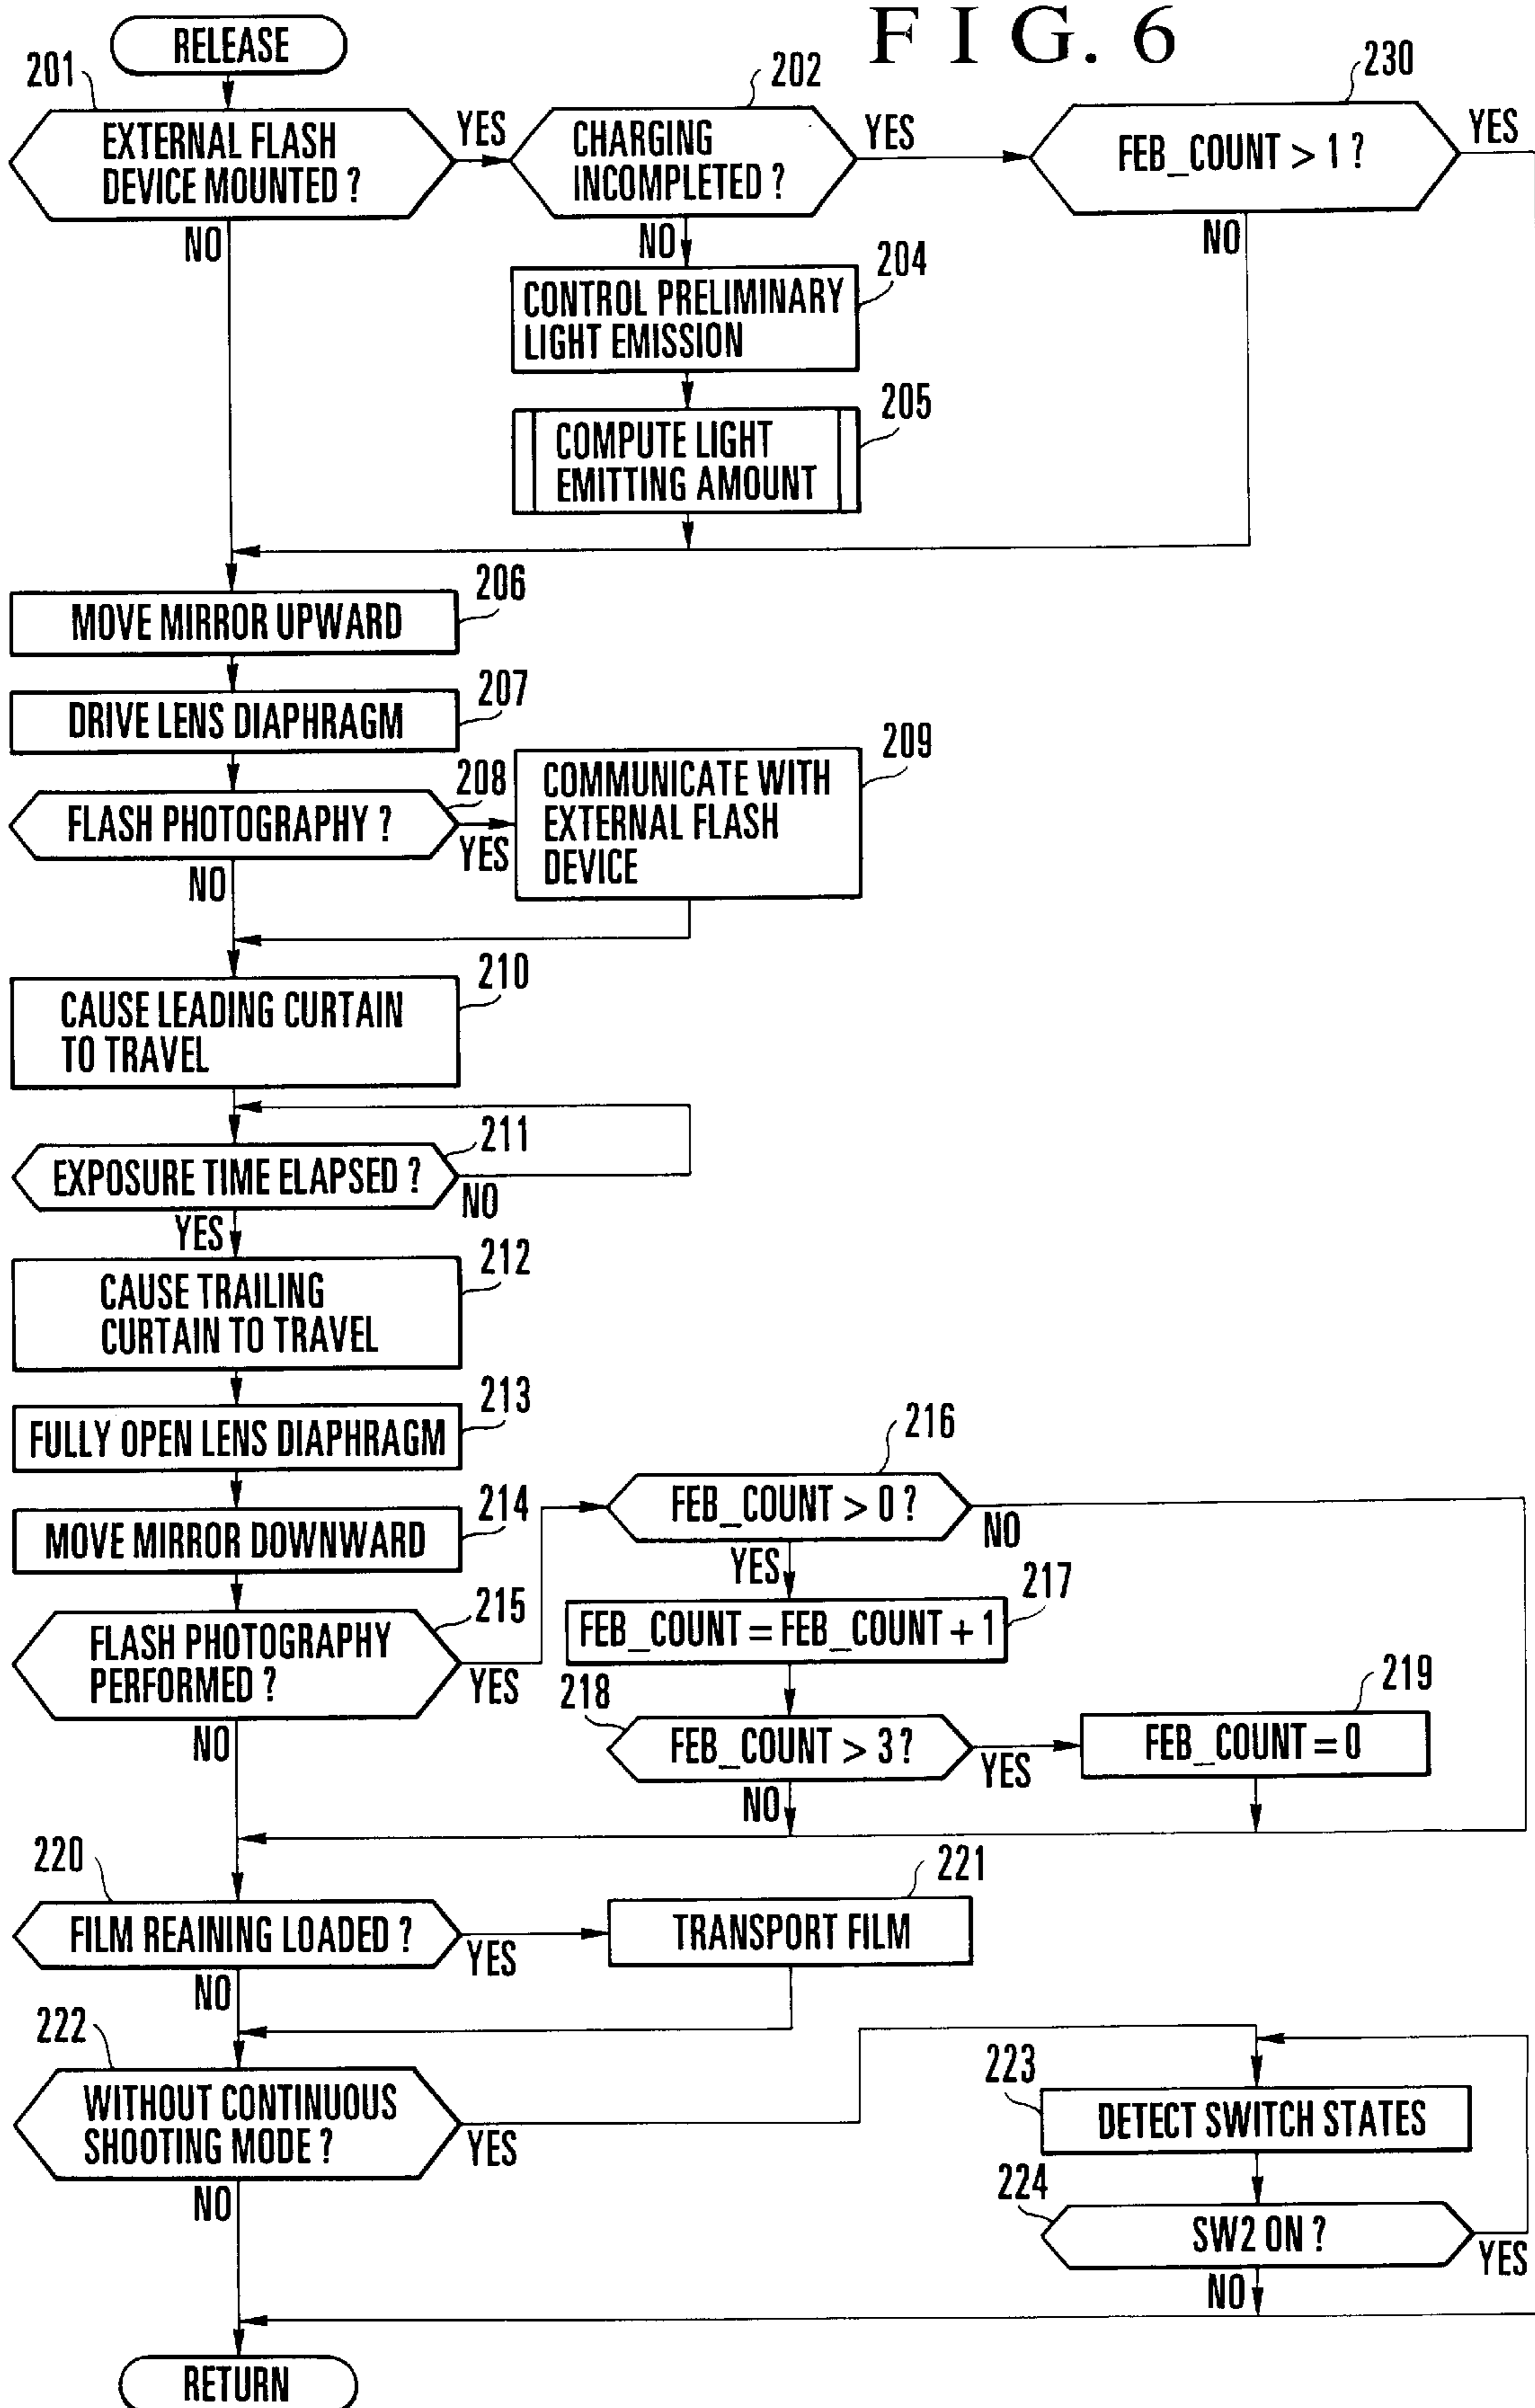 FIG. 6
RELEASE
201
EXTERNAL FLASH
DEVICE MOUNTED ?
YES
NO
202
CHARGING
INCOMPLETED ?
YES
NO
230
FEB_COUNT > 1 ?
YES
NO
204
CONTROL PRELIMINARY
LIGHT EMISSION
205
COMPUTE LIGHT
EMITTING AMOUNT
206
MOVE MIRROR UPWARD
207
DRIVE LENS DIAPHRAGM
208
FLASH PHOTOGRAPHY ?
YES
NO
209
COMMUNICATE WITH
EXTERNAL FLASH
DEVICE
210
CAUSE LEADING CURTAIN
TO TRAVEL
211
EXPOSURE TIME ELAPSED ?
NO
YES
212
CAUSE TRAILING
CURTAIN TO TRAVEL
213
FULLY OPEN LENS DIAPHRAGM
214
MOVE MIRROR DOWNWARD
215
FLASH PHOTOGRAPHY
PERFORMED ?
YES
NO
216
FEB_COUNT > 0 ?
NO
YES
217
FEB_COUNT = FEB_COUNT + 1
218
FEB_COUNT > 3 ?
YES
NO
219
FEB_COUNT = 0
220
FILM REAINING LOADED ?
YES
NO
221
TRANSPORT FILM
222
WITHOUT CONTINUOUS
SHOOTING MODE ?
YES
NO
223
DETECT SWITCH STATES
224
SW2 ON ?
YES
NO
RETURN